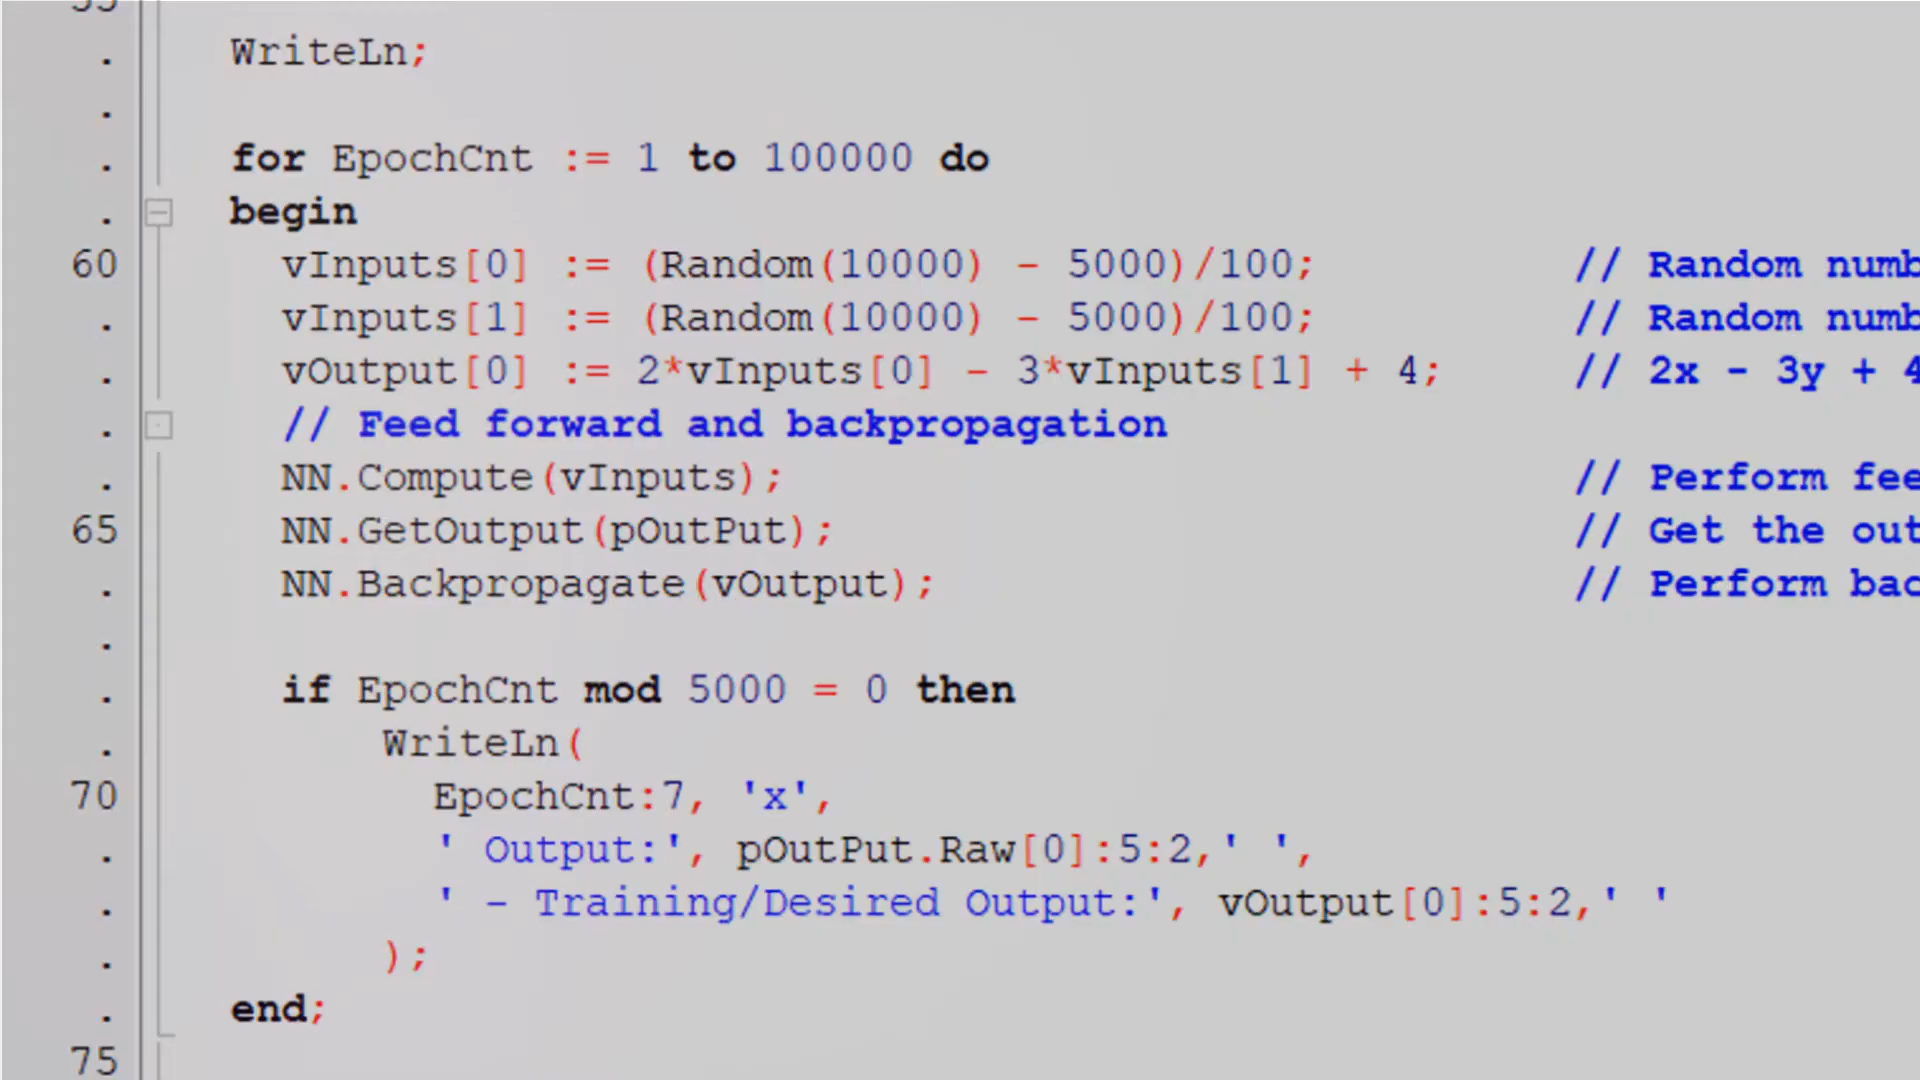 WriteLn;
for EpochCnt := 1 to 100000 do
begin
60 vInputs[0] := (Random(10000) - 5000)/100; // Random
vInputs[1] := (Random(10000) - 5000)/100; // Random
vOutput[0] := 2*vInputs[0] - 3*vInputs[1] + 4; // 2x - 3y + 4
// Feed forward and backpropagation
NN.Compute(vInputs); // Perform
65 NN.GetOutput(pOutPut); // Get the
NN.Backpropagate(vOutput); // Perform
if EpochCnt mod 5000 = 0 then
WriteLn(
70 EpochCnt:7, 'x',
' Output:', pOutPut.Raw[0]:5:2,' ',
' - Training/Desired Output:', vOutput[0]:5:2,' '
);
end;
75